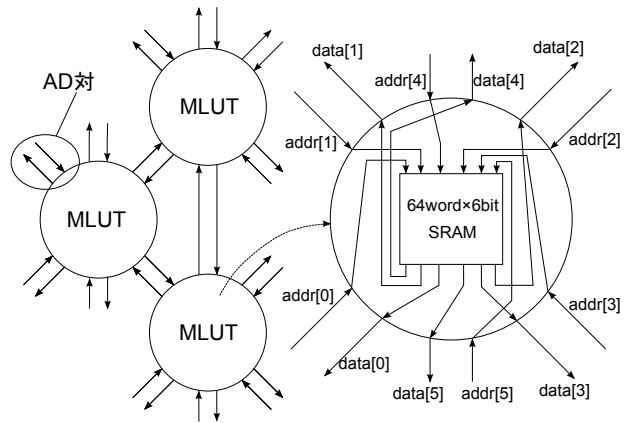 AD対
MLUT
MLUT
MLUT
data[1]
addr[4]
data[4]
data[2]
addr[1]
addr[2]
64word×6bit
SRAM
addr[0]
addr[3]
data[0]
data[5]
addr[5]
data[3]